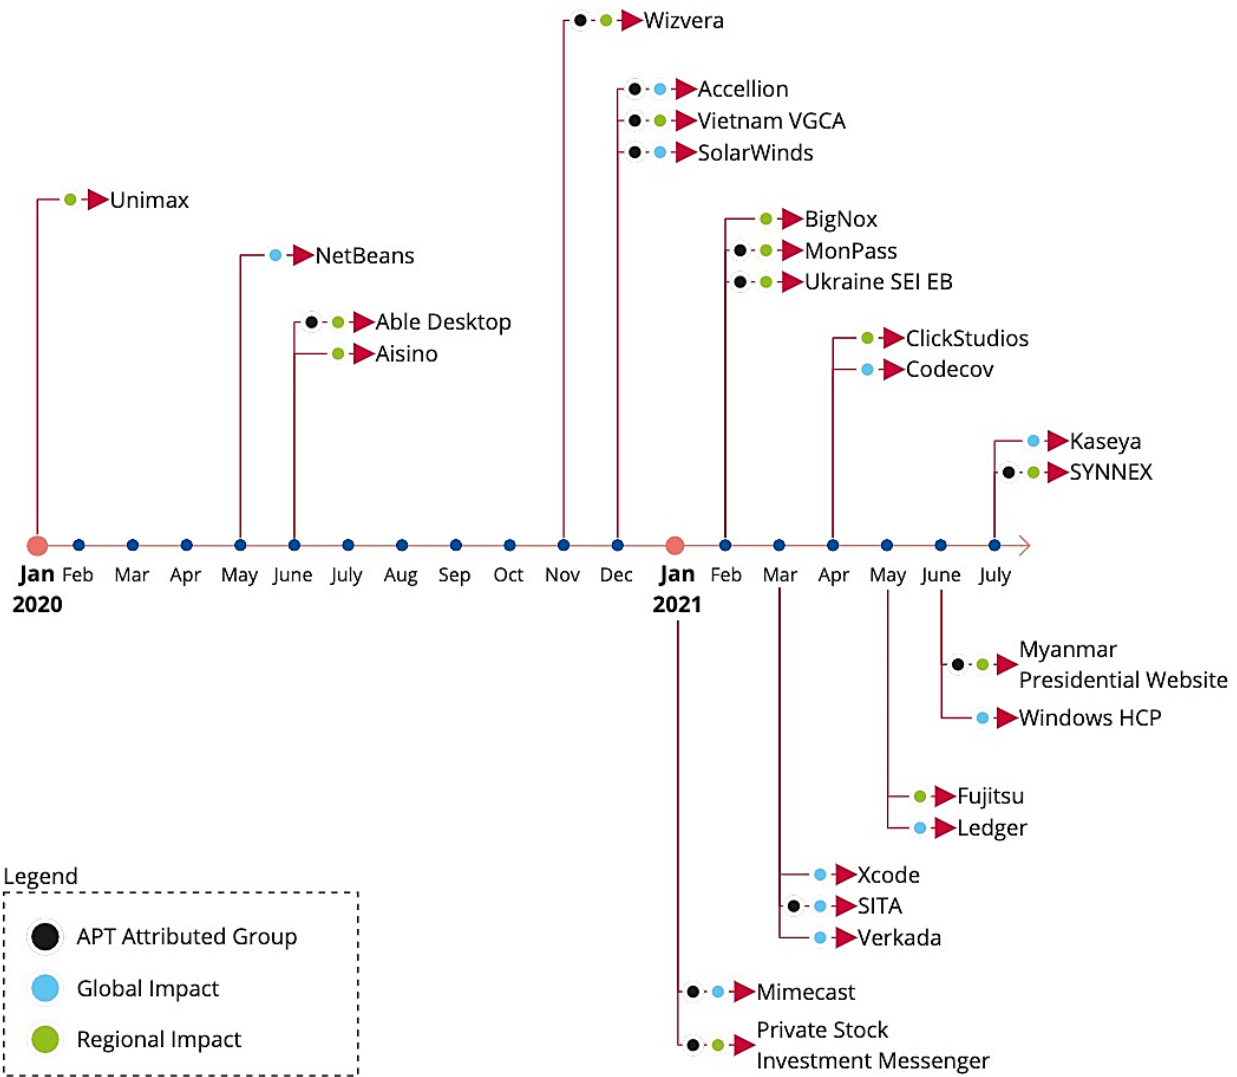 Wizvera
Accellion
Vietnam VGCA
SolarWinds
Unimax
BigNox
NetBeans
MonPass
Ukraine SEI EB
Able Desktop
Aisino
ClickStudios
Codecov
Kaseya
SYNNEX
Jan Feb Mar Apr May June July Aug Sep Oct Nov Dec Jan Feb Mar Apr May June July
2020 2021
Myanmar
Presidential Website
Windows HCP
Fujitsu
Ledger
Xcode
SITA
Verkada
Mimecast
Private Stock
Investment Messenger
Legend
APT Attributed Group
Global Impact
Regional Impact